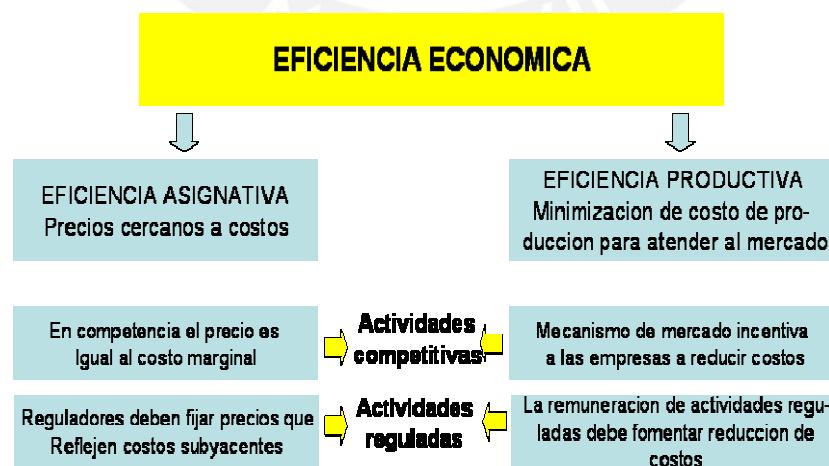 EFICIENCIA ECONOMICA
EFICIENCIA ASIGNATIVA
Precios cercanos a costos
EFICIENCIA PRODUCTIVA
Minimizacion de costo de pro-
duccion para atender al mercado
En competencia el precio es
Igual al costo marginal
Actividades
competitivas
Mecanismo de mercado incentiva
a las empresas a reducir costos
Reguladores deben fijar precios que
Reflejen costos subyacentes
Actividades
reguladas
La remuneracion de actividades regu-
ladas debe fomentar reduccion de
costos